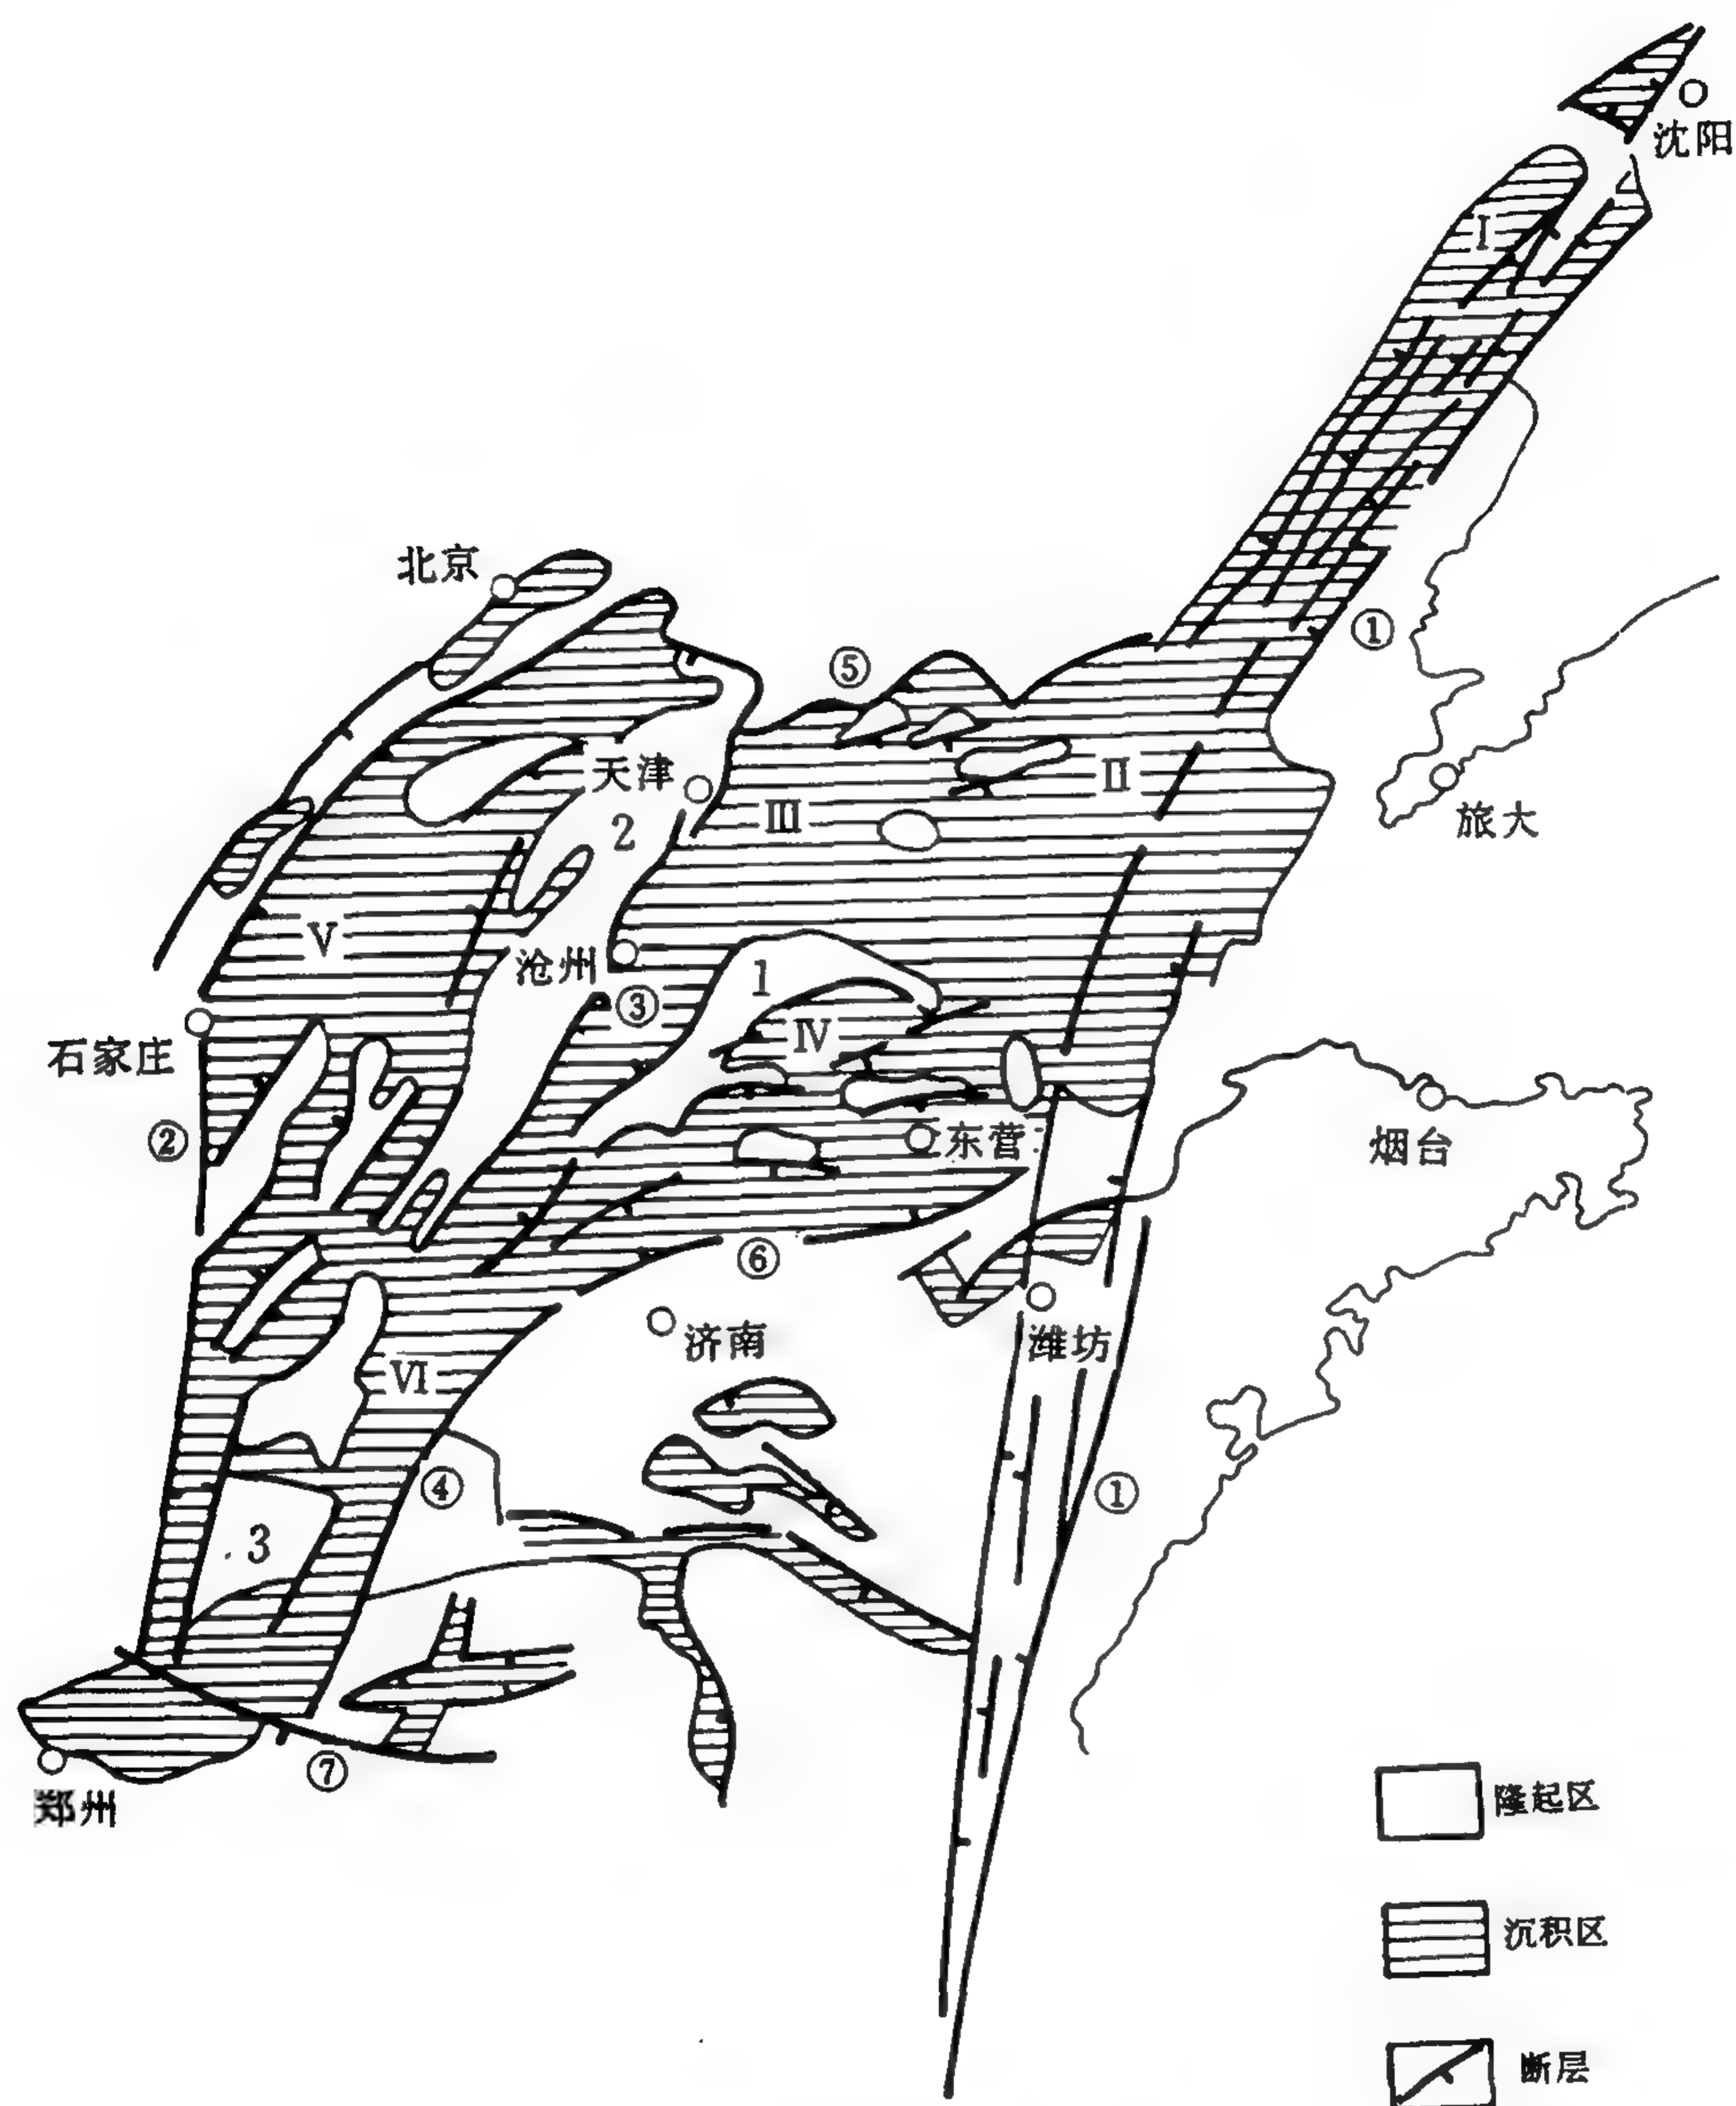 沈阳
I
北京
①
⑤
天津
II
旅大
III
2
V
沧州
1
③
IV
石家庄
②
东营
烟台
⑥
济南
潍坊
VI
④
①
3
⑦
郑州
隆起区
沉积区
断层